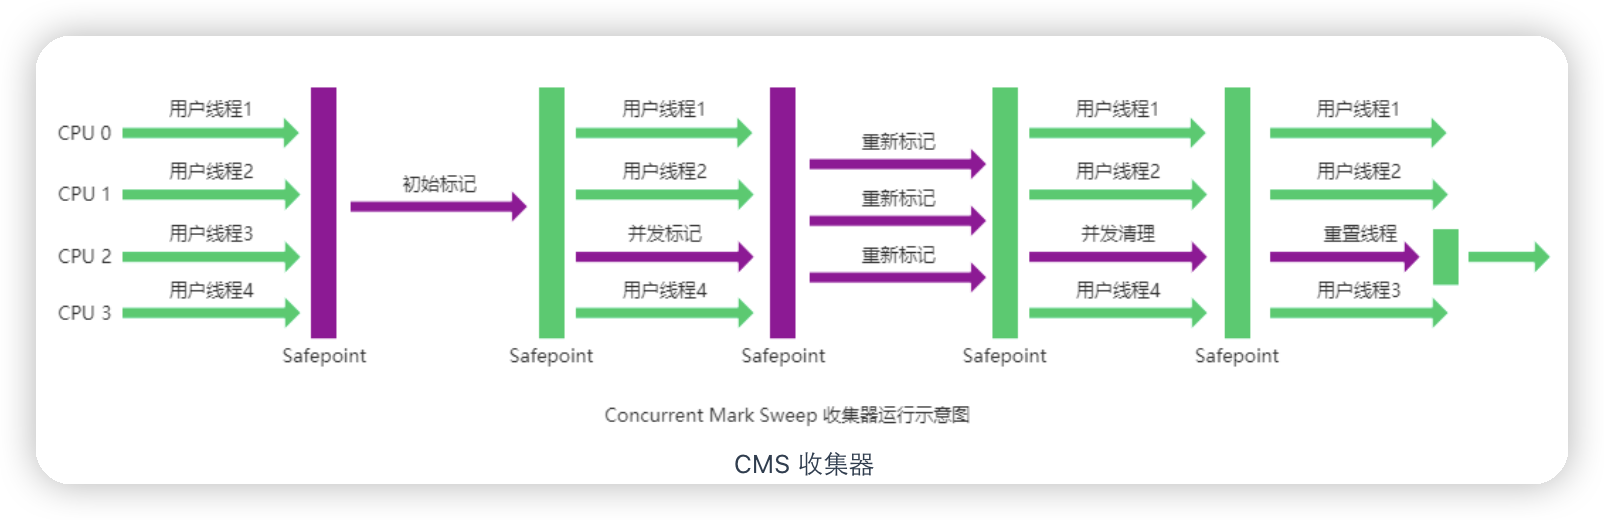 用户线程1
用户线程1
用户线程1
用户线程1
CPU 0
重新标记
用户线程2
用户线程2
用户线程2
用户线程2
CPU 1
初始标记
重新标记
用户线程3
并发标记
并发清理
重置线程
CPU 2
重新标记
用户线程4
用户线程4
用户线程4
用户线程3
CPU 3
Safepoint
Safepoint
Safepoint
Safepoint
Safepoint
Concurrent Mark Sweep 收集器运行示意图
CMS 收集器